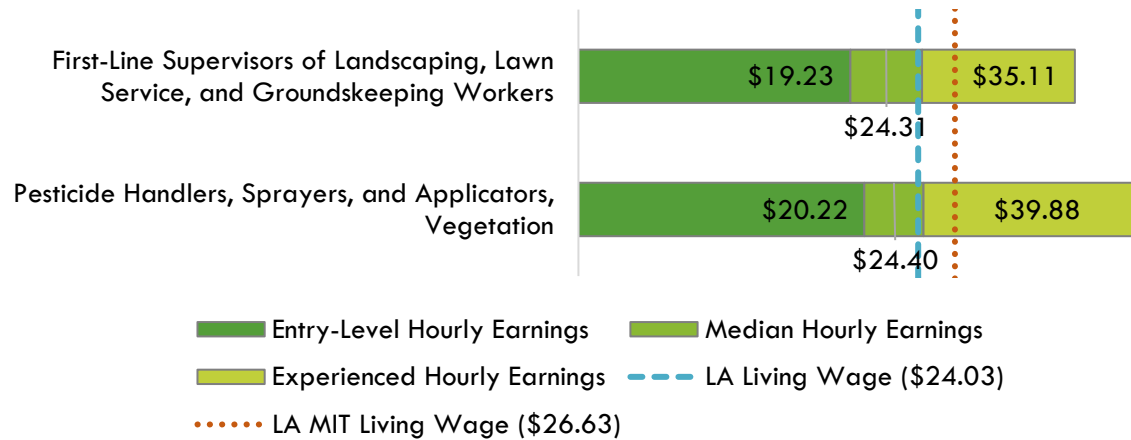 First-Line Supervisors of Landscaping, Lawn
Service, and Groundskeeping Workers
$19.23
$35.11
$24.31
Pesticide Handlers, Sprayers, and Applicators,
Vegetation
$20.22
$39.88
$24.40
Entry-Level Hourly Earnings
Median Hourly Earnings
Experienced Hourly Earnings
LA Living Wage ($24.03)
LA MIT Living Wage ($26.63)